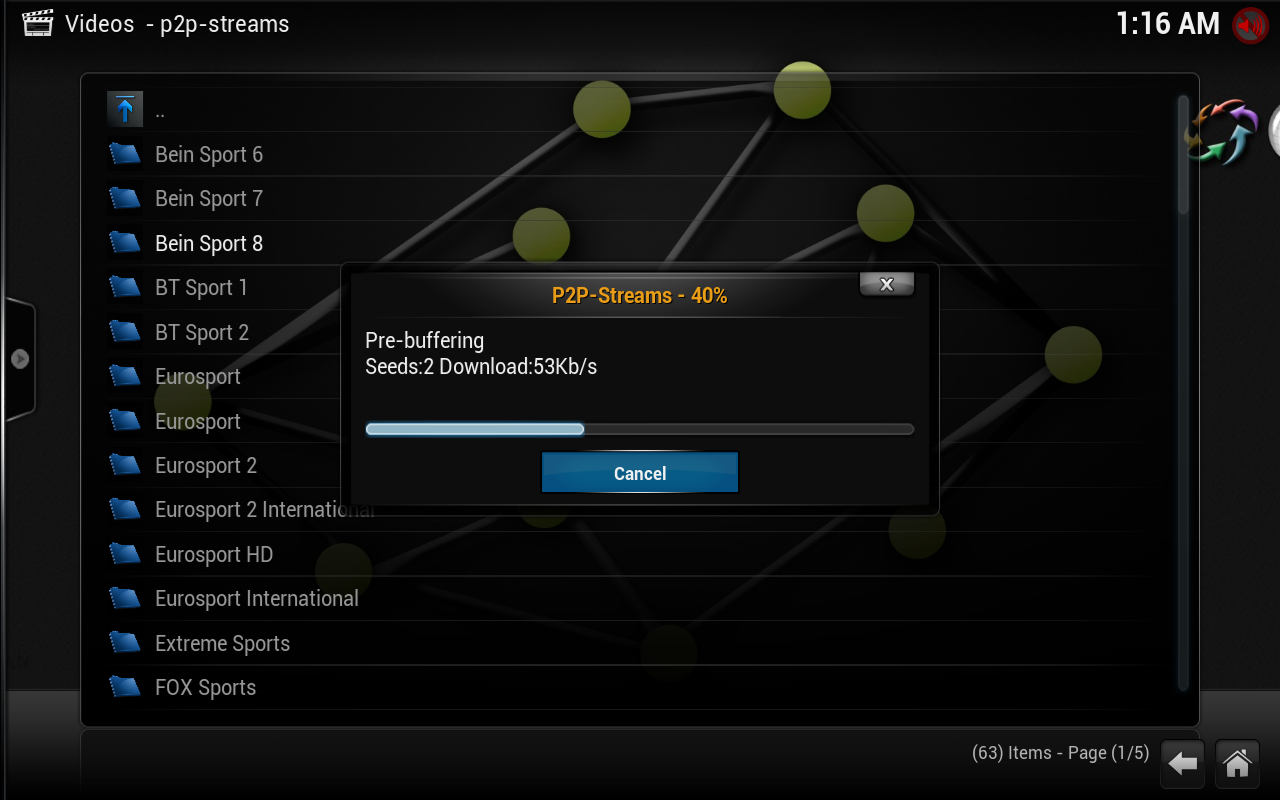 Videos - p2p-streams
1:16 AM
..
Bein Sport 6
Bein Sport 7
Bein Sport 8
BT Sport 1
BT Sport 2
Eurosport
Eurosport
Eurosport 2
Eurosport 2 International
Eurosport HD
Eurosport International
Extreme Sports
FOX Sports
P2P-Streams - 40%
X
Pre-buffering
Seeds:2 Download:53Kb/s
Cancel
(63) Items - Page (1/5)